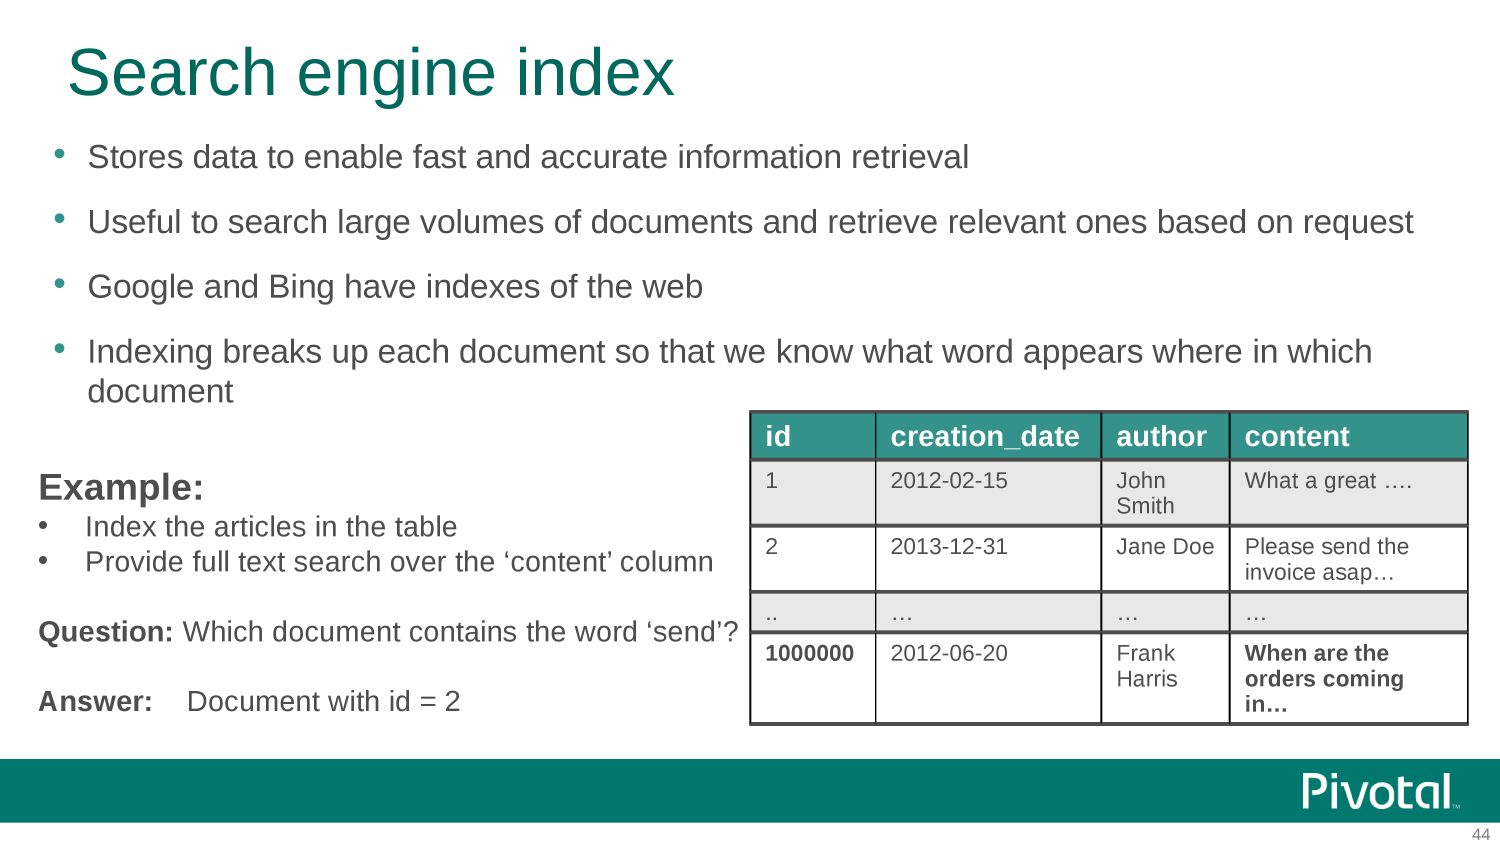 Search engine index
• Stores data to enable fast and accurate information retrieval
• Useful to search large volumes of documents and retrieve relevant ones based on request
• Google and Bing have indexes of the web
• Indexing breaks up each document so that we know what word appears where in which
document
Example:
• Index the articles in the table
• Provide full text search over the ‘content’ column
Question: Which document contains the word ‘send’?
Answer: Document with id = 2
id creation_date author content
1 2012-02-15 John What a great ….
Smith
2 2013-12-31 Jane Doe Please send the
invoice asap…
.. … … …
1000000 2012-06-20 Frank When are the
Harris orders coming
in…
Pivotal™
44